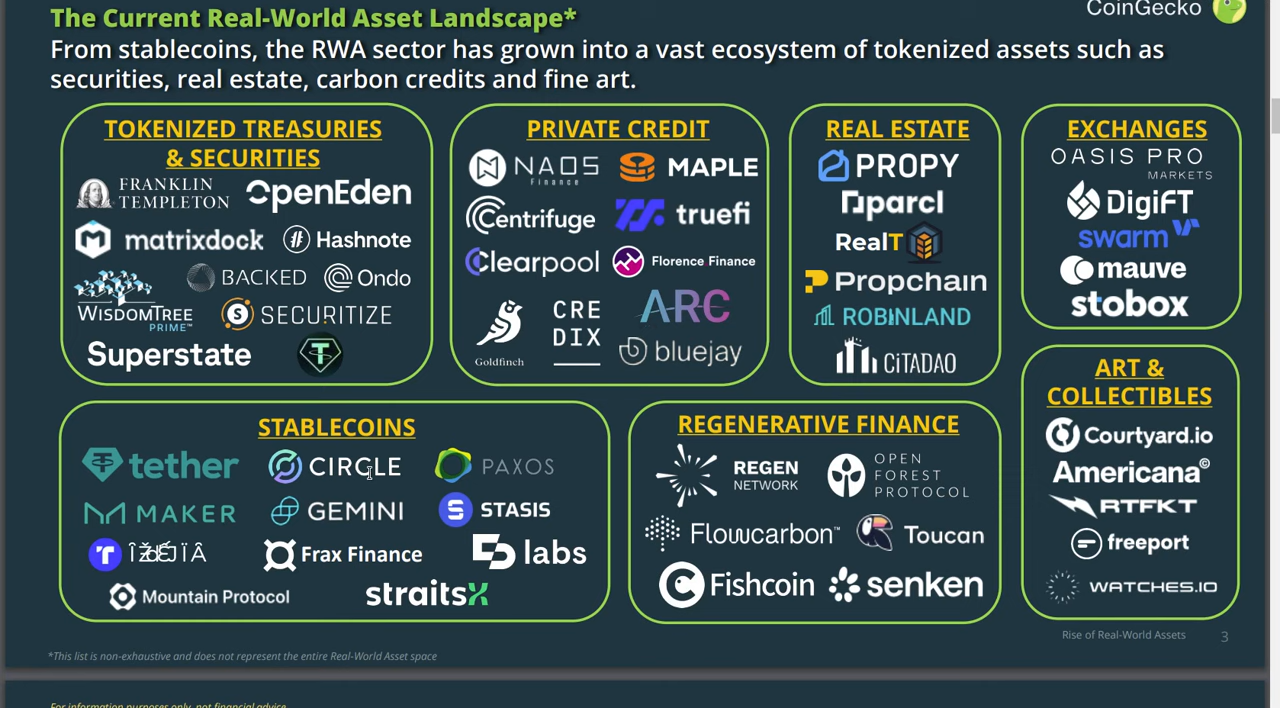 The Current Real-World Asset Landscape*
CoinGecko
From stablecoins, the RWA sector has grown into a vast ecosystem of tokenized assets such as
securities, real estate, carbon credits and fine art.
TOKENIZED TREASURIES
& SECURITIES
FRANKLIN
TEMPLETON
OpenEden
matrixdock
Hashnote
BACKED
Ondo
WISDOMTREE
PRIME™
SECURITIZE
Superstate
PRIVATE CREDIT
NAOS
Finance
MAPLE
Centrifuge
truefi
Clearpool
Florence.Finance
Goldfinch
CRE
DIX
ARC
bluejay
REAL ESTATE
PROPY
parcl
RealT
Propchain
ROBINLAND
CiTADAO
EXCHANGES
OASIS PRO
MARKETS
DigiFT
swarm
mauve
stobox
ART &
COLLECTIBLES
Courtyard.io
Americana©
RTFKT
freeport
WATCHES.IO
STABLECOINS
tether
CIRCLE
PAXOS
MAKER
GEMINI
STASIS
Frax Finance
labs
Mountain Protocol
straitsX
REGENERATIVE FINANCE
REGEN
NETWORK
OPEN
FOREST
PROTOCOL
Flowcarbon™
Toucan
Fishcoin
senken
Rise of Real-World Assets
3
*This list is non-exhaustive and does not represent the entire Real-World Asset space
For information purposes only, not financial advice